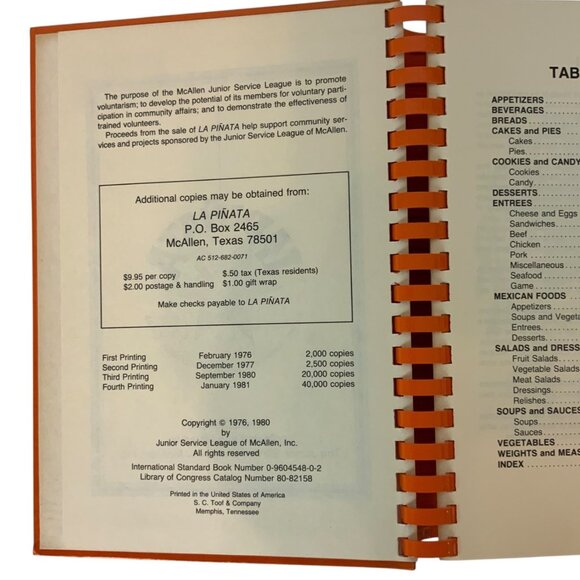 The purpose of the McAllen Junior Service League is to promote
voluntarism; to develop the potential of its members for voluntary parti-
cipation in community affairs; and to demonstrate the effectiveness of
trained volunteers.
Proceeds from the sale of LA PIÑATA help support community ser-
vices and projects sponsored by the Junior Service League of McAllen.
Additional copies may be obtained from:
LA PIÑATA
P.O. Box 2465
McAllen, Texas 78501
AC 512-682-0071
$9.95 per copy $.50 tax (Texas residents)
$2.00 postage & handling $1.00 gift wrap
Make checks payable to LA PIÑATA
First Printing February 1976 2,000 copies
Second Printing December 1977 2,500 copies
Third Printing September 1980 20,000 copies
Fourth Printing January 1981 40,000 copies
Copyright © 1976, 1980
by
Junior Service League of McAllen, Inc.
All rights reserved
International Standard Book Number 0-9604548-0-2
Library of Congress Catalog Number 80-82158
Printed in the United States of America
S. C. Toof & Company
Memphis, Tennessee
TAB
APPETIZERS
BEVERAGES
BREADS
CAKES and PIES
Cakes
Pies
COOKIES and CANDY
Cookies
Candy
DESSERTS
ENTREES
Cheese and Eggs
Sandwiches
Beef
Chicken
Pork
Miscellaneous
Seafood
Game
MEXICAN FOODS
Appetizers
Soups and Vegeta
Entrees
Desserts
SALADS and DRESS
Fruit Salads
Vegetable Salads
Meat Salads
Dressings
Relishes
SOUPS and SAUCES
Soups
Sauces
VEGETABLES
WEIGHTS and MEAS
INDEX